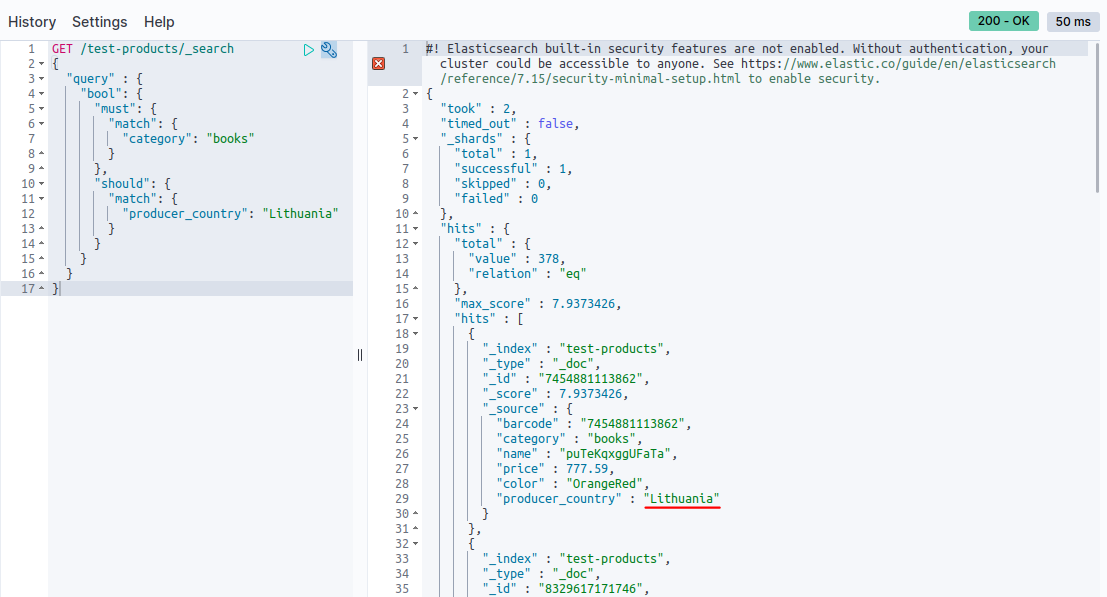 History Settings Help 200 - OK 50 ms
1 GET /test-products/_search
2 {
3 "query" : {
4 "bool": {
5 "must": {
6 "match": {
7 "category": "books"
8 }
9 },
10 "should": {
11 "match": {
12 "producer_country": "Lithuania"
13 }
14 }
15 }
16 }
17 }
1 #! Elasticsearch built-in security features are not enabled. Without authentication, your
cluster could be accessible to anyone. See https://www.elastic.co/guide/en/elasticsearch
/reference/7.15/security-minimal-setup.html to enable security.
2 {
3 "took" : 2,
4 "timed_out" : false,
5 "_shards" : {
6 "total" : 1,
7 "successful" : 1,
8 "skipped" : 0,
9 "failed" : 0
10 },
11 "hits" : {
12 "total" : {
13 "value" : 378,
14 "relation" : "eq"
15 },
16 "max_score" : 7.9373426,
17 "hits" : [
18 {
19 "_index" : "test-products",
20 "_type" : "_doc",
21 "_id" : "7454881113862",
22 "_score" : 7.9373426,
23 "_source" : {
24 "barcode" : "7454881113862",
25 "category" : "books",
26 "name" : "puTeKqxggUFaTa",
27 "price" : 777.59,
28 "color" : "OrangeRed",
29 "producer_country" : "Lithuania"
30 }
31 },
32 {
33 "_index" : "test-products",
34 "_type" : "_doc",
35 "_id" : "8329617171746",